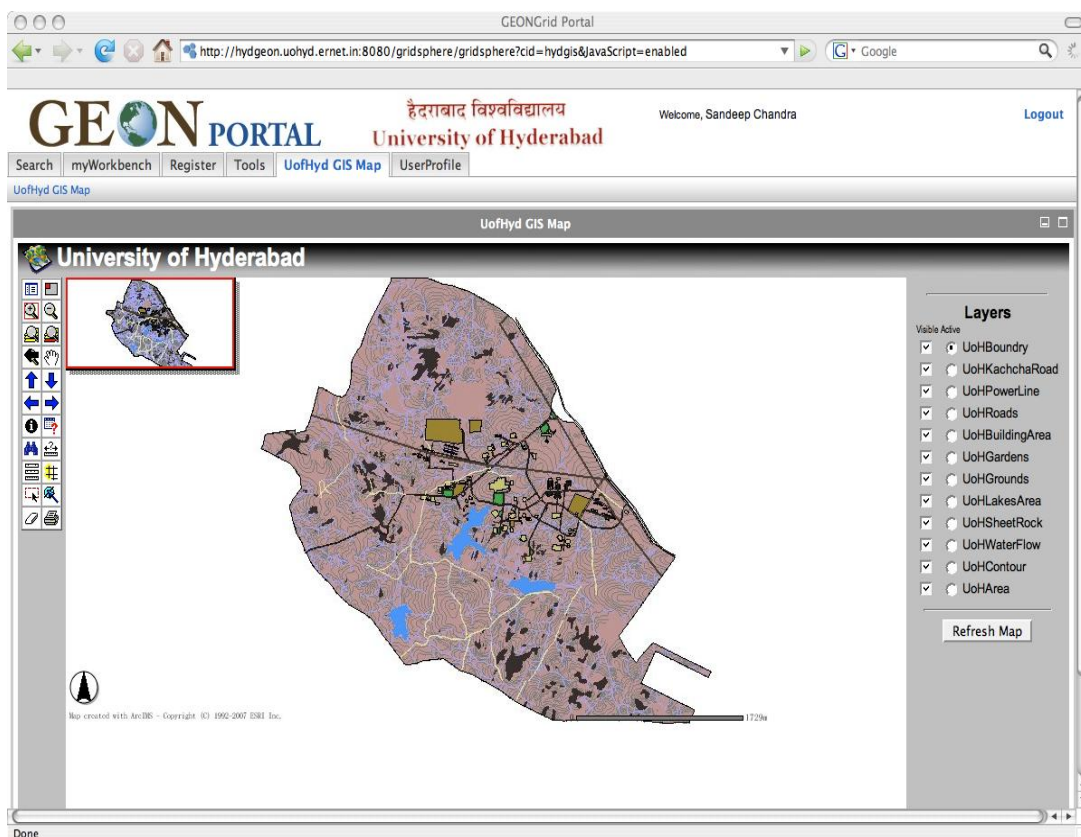 GEONGrid Portal
http://hydgeon.uohyd.ernet.in:8080/gridsphere/gridsphere?cid=hydgis&JavaScript=enabled
G Google
GEON PORTAL
हैदराबाद विश्वविद्यालय
University of Hyderabad
Welcome, Sandeep Chandra
Logout
Search myWorkbench Register Tools UofHyd GIS Map UserProfile
UofHyd GIS Map
UofHyd GIS Map
University of Hyderabad
Layers
Visible Active
UoHBoundry
UoHKachchaRoad
UoHPowerLine
UoHRoads
UoHBuildingArea
UoHGardens
UoHGrounds
UoHLakesArea
UoHSheetRock
UoHWaterFlow
UoHContour
UoHArea
Refresh Map
Map created with ArcIMS - Copyright (C) 1992-2007 ESRI Inc.
0 1729m
Done